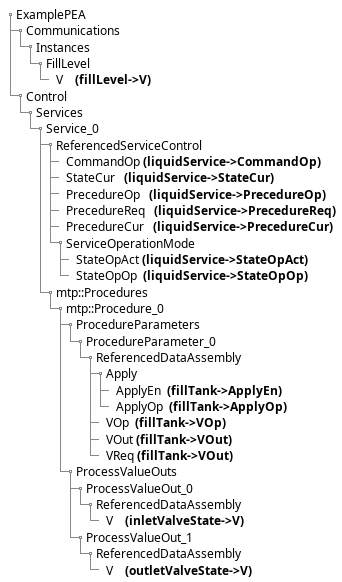 ExamplePEA
Communications
Instances
FillLevel
V (fillLevel->V)
Control
Services
Service_0
ReferencedServiceControl
CommandOp (liquidService->CommandOp)
StateCur (liquidService->StateCur)
PrecedureOp (liquidService->PrecedureOp)
PrecedureReq (liquidService->PrecedureReq)
PrecedureCur (liquidService->PrecedureCur)
ServiceOperationMode
StateOpAct (liquidService->StateOpAct)
StateOpOp (liquidService->StateOpOp)
mtp::Procedures
mtp::Procedure_0
ProcedureParameters
ProcedureParameter_0
ReferencedDataAssembly
Apply
ApplyEn (fillTank->ApplyEn)
ApplyOp (fillTank->ApplyOp)
VOp (fillTank->VOp)
VOut (fillTank->VOut)
VReq (fillTank->VOut)
ProcessValueOuts
ProcessValueOut_0
ReferencedDataAssembly
V (inletValveState->V)
ProcessValueOut_1
ReferencedDataAssembly
V (outletValveState->V)